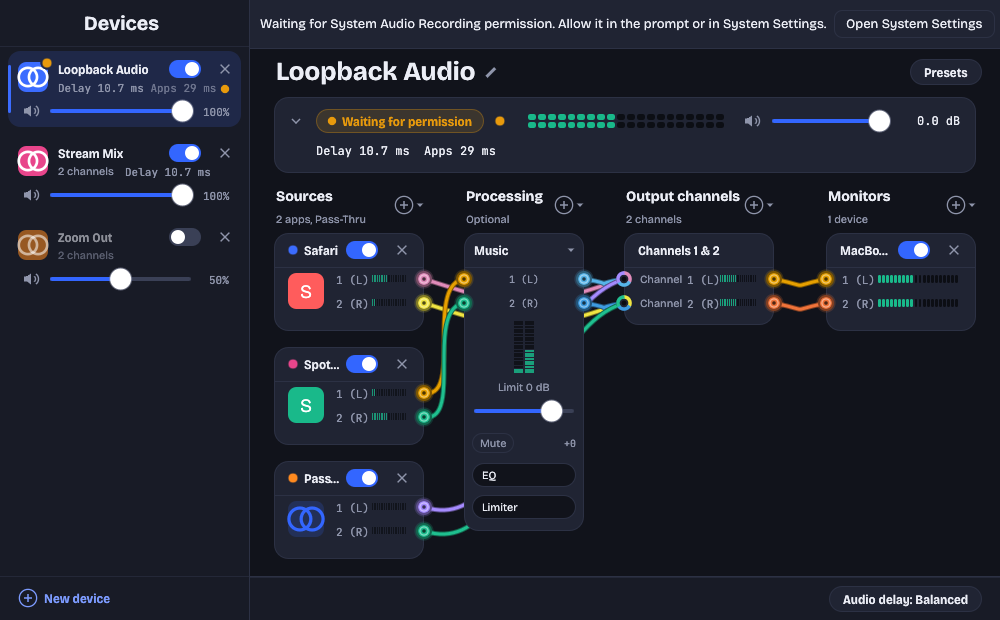 Devices
Waiting for System Audio Recording permission. Allow it in the prompt or in System Settings.
Open System Settings
Loopback Audio
Delay 10.7 ms Apps 29 ms
100%
Stream Mix
2 channels Delay 10.7 ms
100%
Zoom Out
2 channels
50%
New device
Loopback Audio
Presets
Waiting for permission
0.0 dB
Delay 10.7 ms Apps 29 ms
Sources
2 apps, Pass-Thru
Processing
Optional
Output channels
2 channels
Monitors
1 device
Safari
S
1 (L)
2 (R)
Spot...
S
1 (L)
2 (R)
Pass...
1 (L)
2 (R)
Music
1 (L)
2 (R)
Limit 0 dB
Mute
+0
EQ
Limiter
Channels 1 & 2
Channel 1 (L)
Channel 2 (R)
MacBo...
1 (L)
2 (R)
Audio delay: Balanced